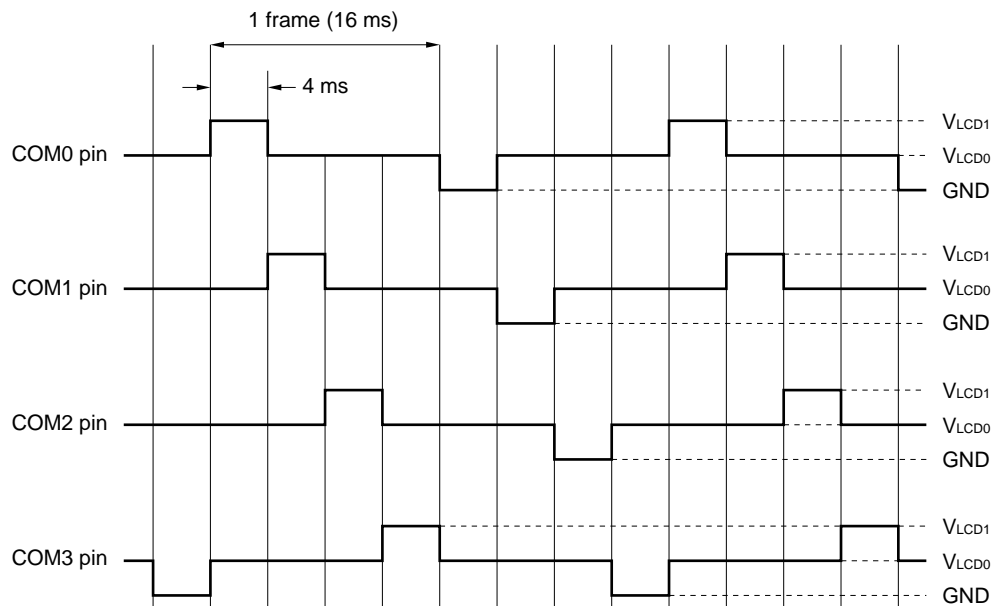 1 frame (16 ms)
4 ms
COM0 pin
VLCD1
VLCD0
GND
COM1 pin
VLCD1
VLCD0
GND
COM2 pin
VLCD1
VLCD0
GND
COM3 pin
VLCD1
VLCD0
GND